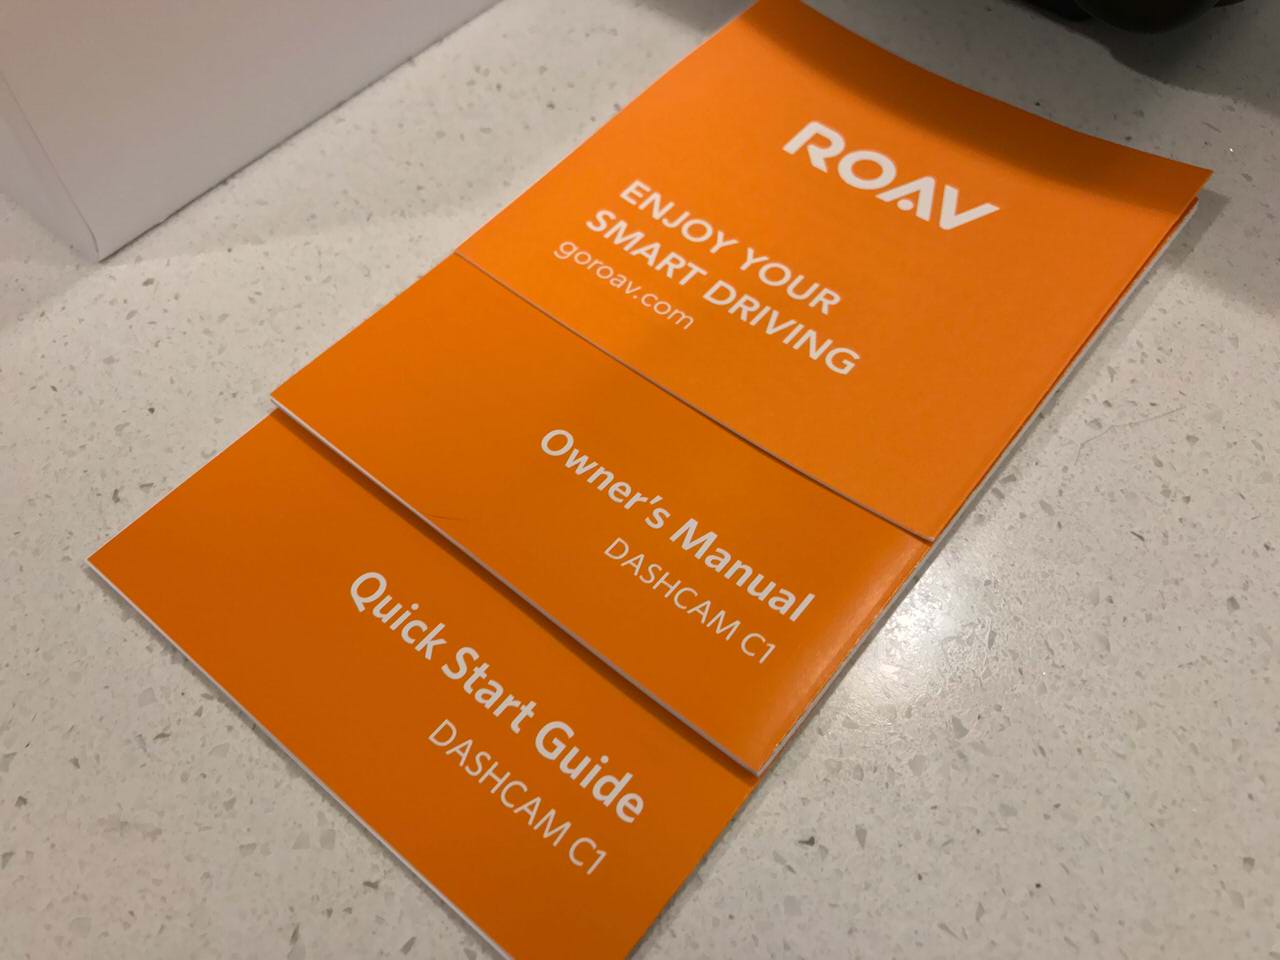 ROAV
ENJOY YOUR
SMART DRIVING
goroav.com
Owner's Manual
DASHCAM C1
Quick Start Guide
DASHCAM C1